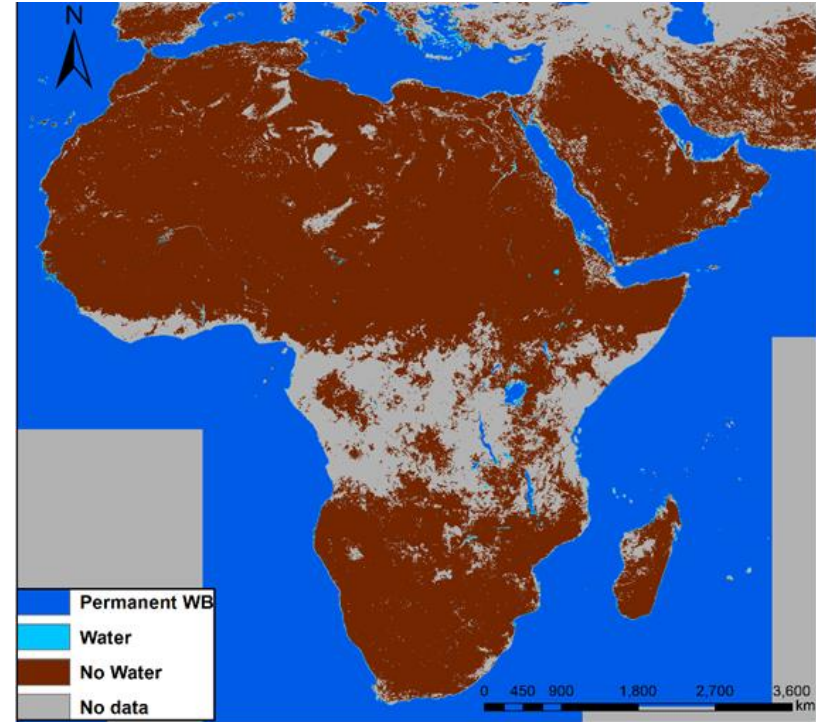 N
Permanent WB
Water
No Water
No data
0 450 900 1,800 2,700 3,600
km